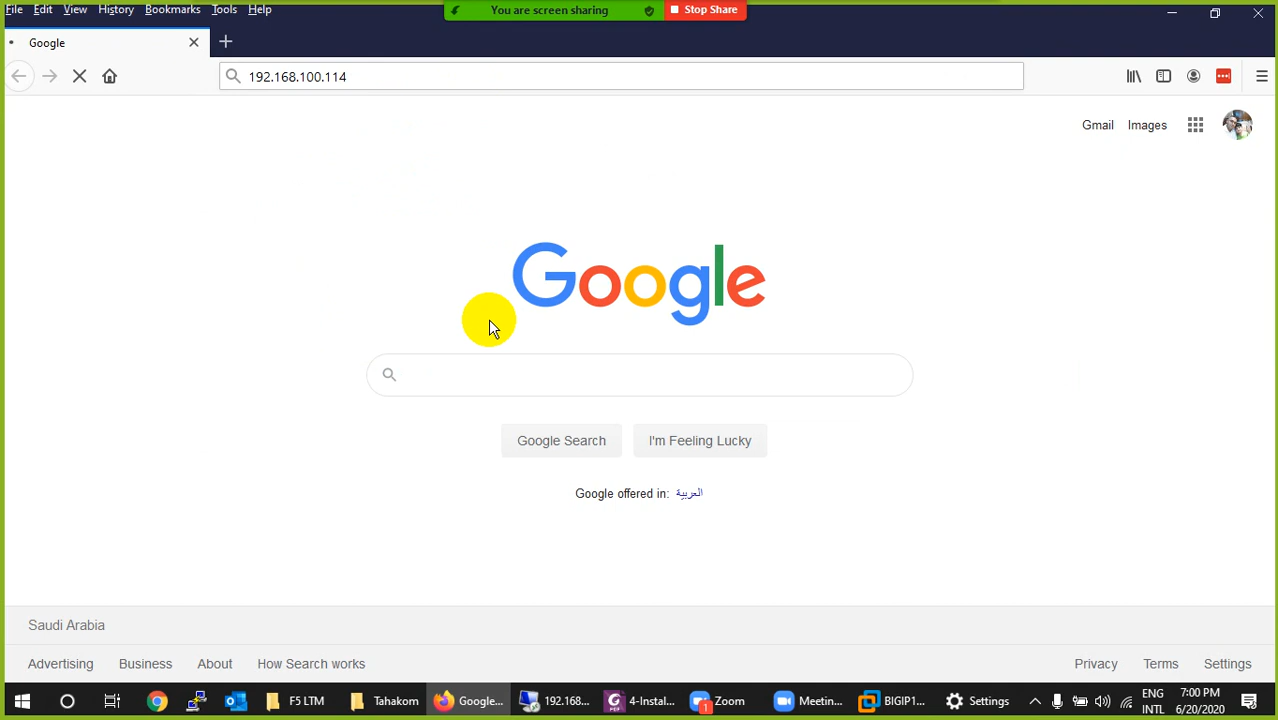 You are screen sharing
Stop Share
File Edit View History Bookmarks Tools Help
Google
192.168.100.114
Gmail Images
Google
Google Search
I'm Feeling Lucky
Google offered in: العربية
Saudi Arabia
Advertising Business About How Search works
Privacy Terms Settings
F5 LTM
Tahakom
Google...
192.168...
4-Instal...
1
Zoom
Meetin...
BIGIP1...
Settings
ENG
INTL
7:00 PM
6/20/2020